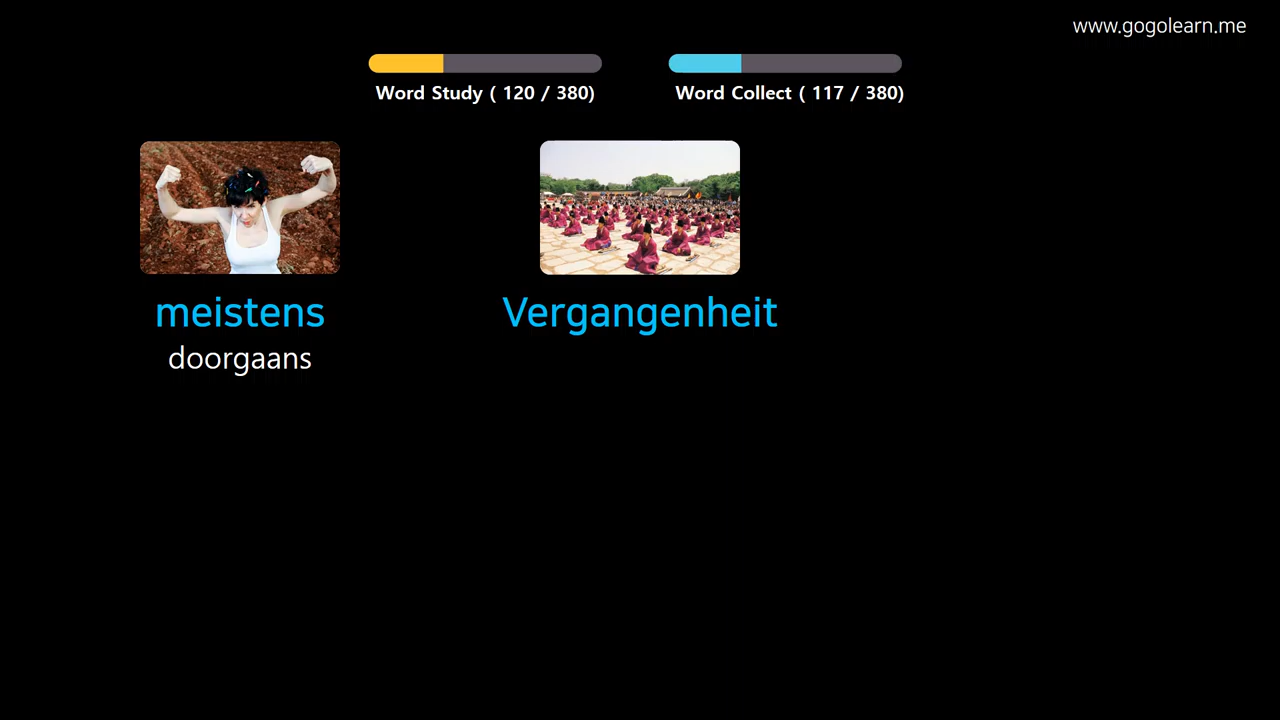 www.gogolearn.me
Word Study ( 120 / 380)
Word Collect ( 117 / 380)
meistens
doorgaans
Vergangenheit